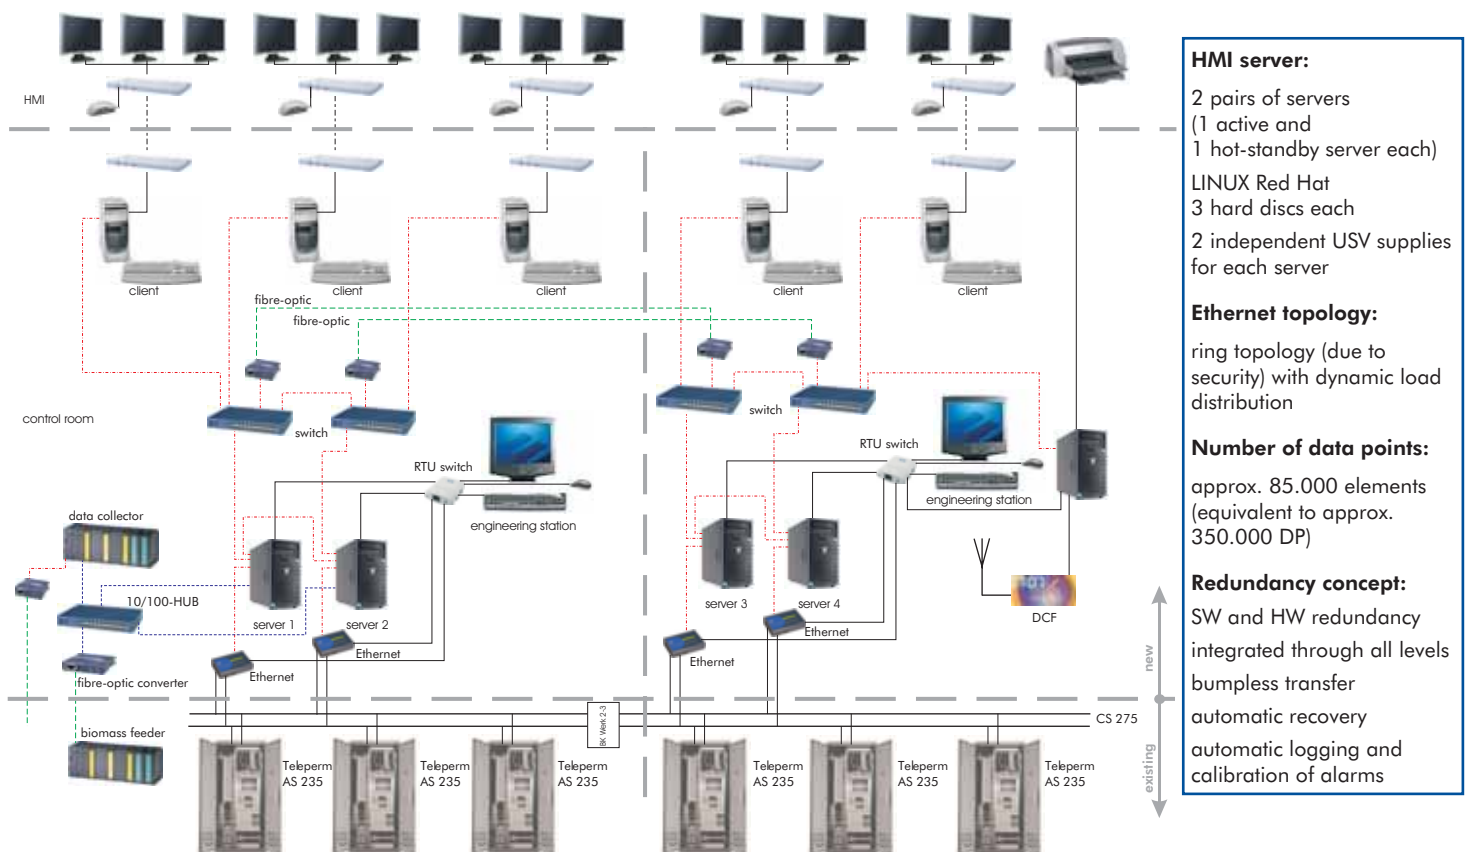 HMI
client
client
client
client
client
fibre-optic
fibre-optic
control room
switch
switch
RTU switch
RTU switch
engineering station
engineering station
data collector
10/100-HUB
server 1
server 2
server 3
server 4
DCF
Ethernet
Ethernet
Ethernet
Ethernet
fibre-optic converter
biomass feeder
BK Werk 2-3
CS 275
new
existing
Teleperm
AS 235
Teleperm
AS 235
Teleperm
AS 235
Teleperm
AS 235
Teleperm
AS 235
Teleperm
AS 235
HMI server:
2 pairs of servers
(1 active and
1 hot-standby server each)
LINUX Red Hat
3 hard discs each
2 independent USV supplies
for each server
Ethernet topology:
ring topology (due to
security) with dynamic load
distribution
Number of data points:
approx. 85.000 elements
(equivalent to approx.
350.000 DP)
Redundancy concept:
SW and HW redundancy
integrated through all levels
bumpless transfer
automatic recovery
automatic logging and
calibration of alarms